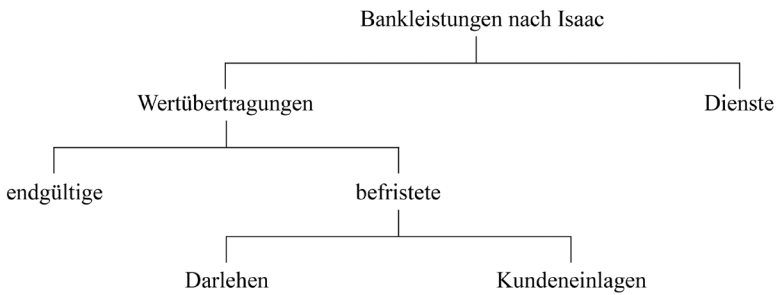 Bankleistungen nach Isaac
Wertübertragungen
Dienste
endgültige
befristete
Darlehen
Kundeneinlagen